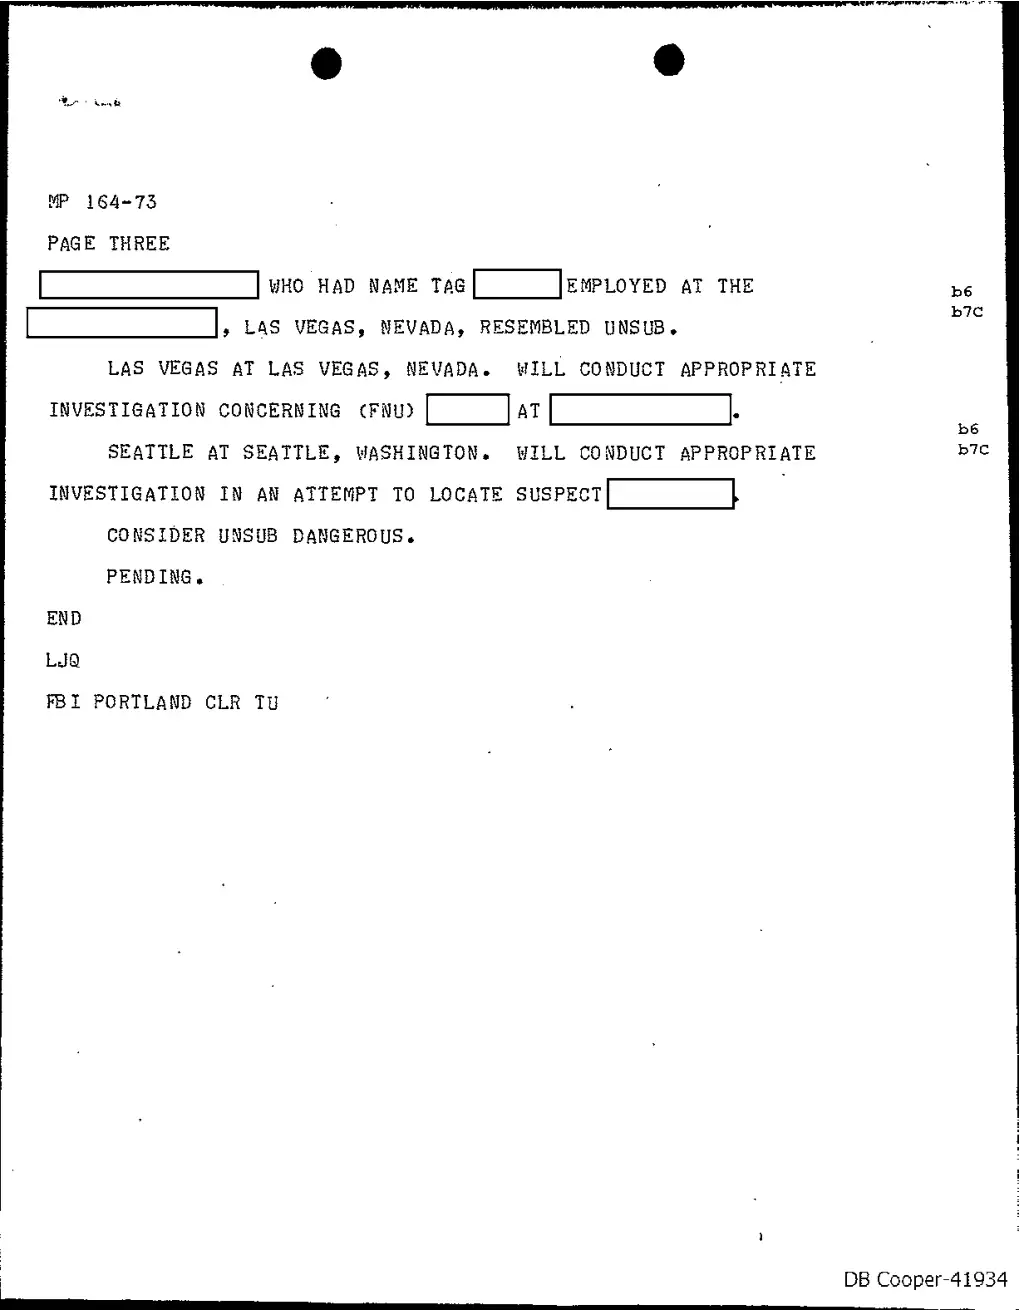 MP 164-73
PAGE THREE
WHO HAD NAME TAG EMPLOYED AT THE
b6
b7C
, LAS VEGAS, NEVADA, RESEMBLED UNSUB.
LAS VEGAS AT LAS VEGAS, NEVADA. WILL CONDUCT APPROPRIATE
INVESTIGATION CONCERNING (FNU) AT .
b6
b7C
SEATTLE AT SEATTLE, WASHINGTON. WILL CONDUCT APPROPRIATE
INVESTIGATION IN AN ATTEMPT TO LOCATE SUSPECT .
CONSIDER UNSUB DANGEROUS.
PENDING.
END
LJQ
FBI PORTLAND CLR TU
DB Cooper-41934